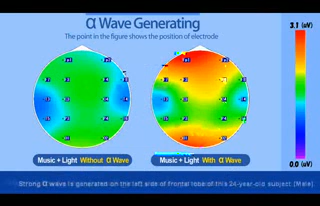 α Wave Generating
The point in the figure shows the position of electrode
3.1 (uV)
0.0 (uV)
Music + Light Without α Wave
Music + Light With α Wave
Strong α wave is generated on the left side of frontal lobe of this 24-year-old subject (Male).